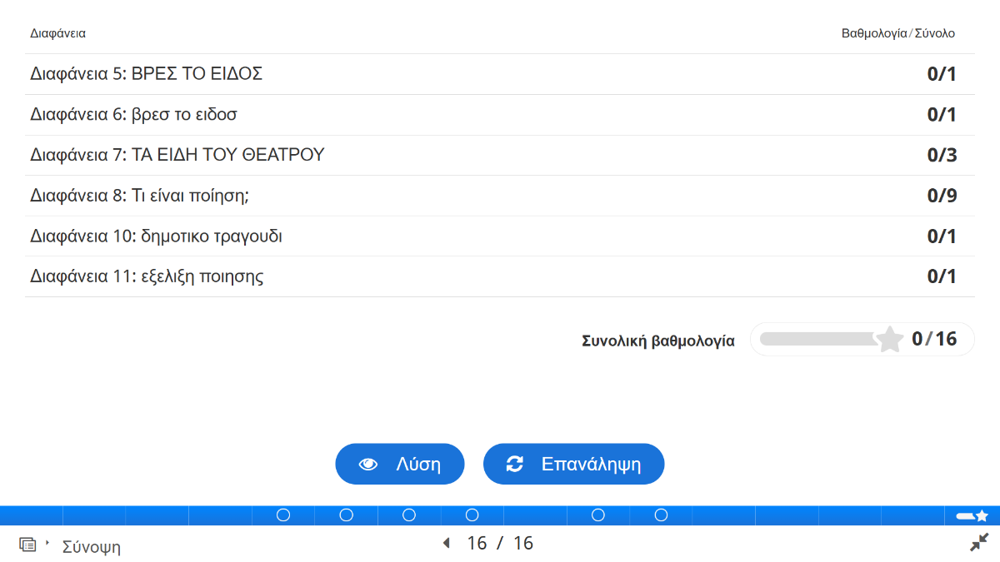 Διαφάνεια Βαθμολογία/Σύνολο
Διαφάνεια 5: ΒΡΕΣ ΤΟ ΕΙΔΟΣ 0/1
Διαφάνεια 6: βρεσ το ειδοσ 0/1
Διαφάνεια 7: ΤΑ ΕΙΔΗ ΤΟΥ ΘΕΑΤΡΟΥ 0/3
Διαφάνεια 8: Τι είναι ποίηση; 0/9
Διαφάνεια 10: δημοτικο τραγουδι 0/1
Διαφάνεια 11: εξελιξη ποιησης 0/1
Συνολική βαθμολογία 0/16
Λύση Επανάληψη
Σύνοψη 16 / 16